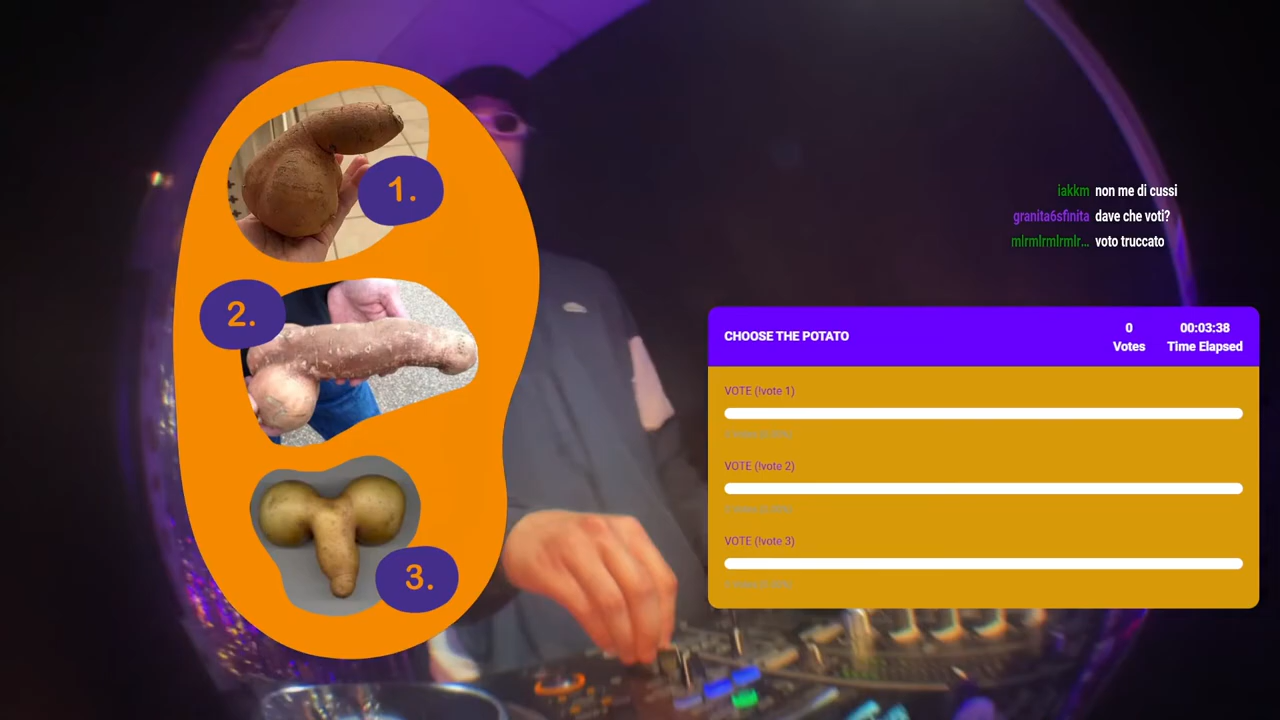 1.
2.
3.
iakkm non me di cussi
granita6sfinita dave che voti?
mlrmlrmlrmlr... voto truccato
CHOOSE THE POTATO
0
Votes
00:03:38
Time Elapsed
VOTE (!vote 1)
VOTE (!vote 2)
VOTE (!vote 3)